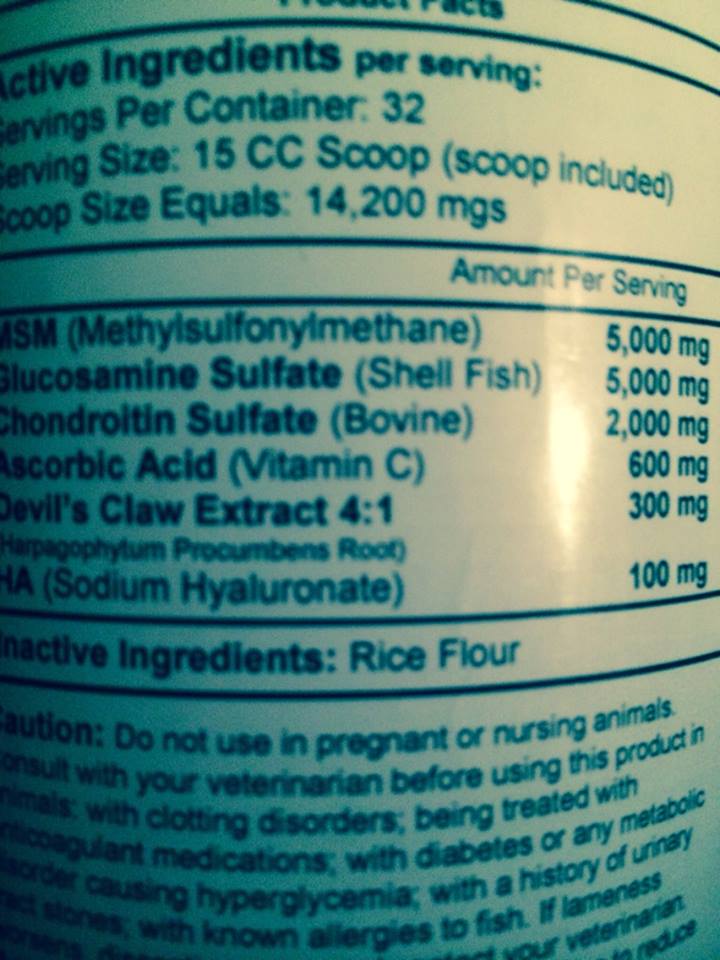 Product Facts
Active Ingredients per serving:
Servings Per Container: 32
Serving Size: 15 CC Scoop (scoop included)
Scoop Size Equals: 14,200 mgs
Amount Per Serving
MSM (Methylsulfonylmethane) 5,000 mg
Glucosamine Sulfate (Shell Fish) 5,000 mg
Chondroitin Sulfate (Bovine) 2,000 mg
Ascorbic Acid (Vitamin C) 600 mg
Devil's Claw Extract 4:1 300 mg
(Harpagophytum Procumbens Root)
HA (Sodium Hyaluronate) 100 mg
Inactive Ingredients: Rice Flour
Caution: Do not use in pregnant or nursing animals.
Consult with your veterinarian before using this product in
animals: with clotting disorders; being treated with
anticoagulant medications; with diabetes or any metabolic
disorder causing hyperglycemia; with a history of urinary
tract stones; with known allergies to fish. If lameness
your veterinarian.
to reduce